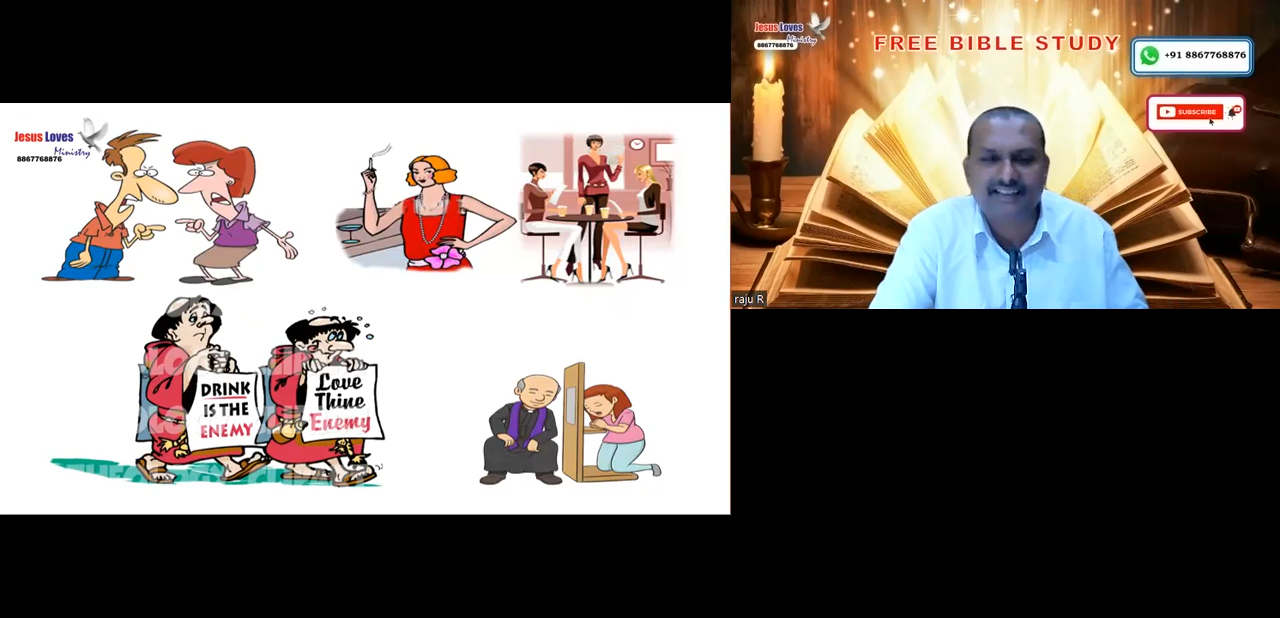 Jesus Loves
Ministry
8867768876
DRINK
IS THE
ENEMY
Love
Thine
Enemy
Jesus Loves
Ministry
8867768876
FREE BIBLE STUDY
+91 8867768876
SUBSCRIBE
raju R